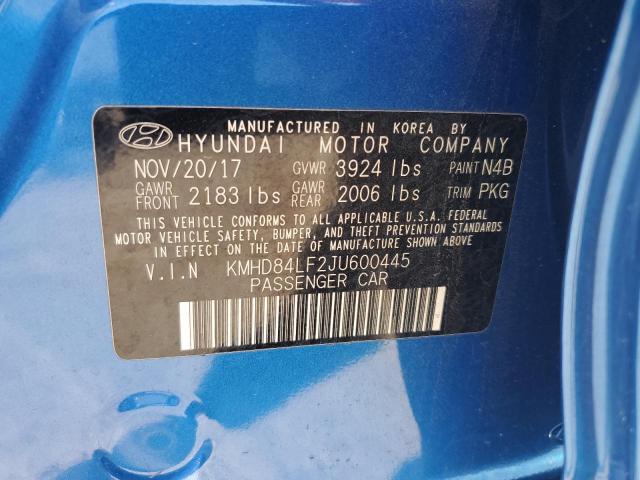 MANUFACTURED IN KOREA BY
HYUNDAI MOTOR COMPANY
NOV/20/17 GVWR 3924 lbs PAINT N4B
GAWR FRONT 2183 lbs GAWR REAR 2006 lbs TRIM PKG
THIS VEHICLE CONFORMS TO ALL APPLICABLE U.S.A. FEDERAL
MOTOR VEHICLE SAFETY, BUMPER, AND THEFT PREVENTION STANDARDS
IN EFFECT ON THE DATE OF MANUFACTURE SHOWN ABOVE.
V.I.N KMHD84LF2JU600445
PASSENGER CAR